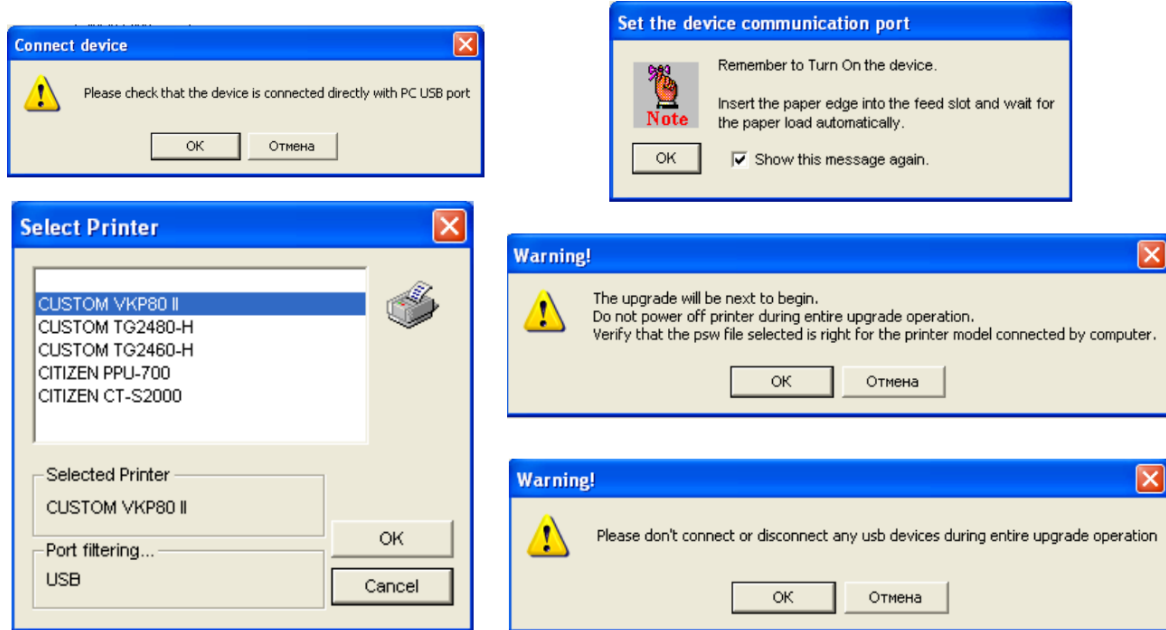 Connect device
Please check that the device is connected directly with PC USB port
OK
Отмена
Set the device communication port
Remember to Turn On the device.
Insert the paper edge into the feed slot and wait for
the paper load automatically.
Note
OK
Show this message again.
Select Printer
CUSTOM VKP80 II
CUSTOM TG2480-H
CUSTOM TG2460-H
CITIZEN PPU-700
CITIZEN CT-S2000
Selected Printer
CUSTOM VKP80 II
Port filtering...
USB
OK
Cancel
Warning!
The upgrade will be next to begin.
Do not power off printer during entire upgrade operation.
Verify that the psw file selected is right for the printer model connected by computer.
OK
Отмена
Warning!
Please don't connect or disconnect any usb devices during entire upgrade operation
OK
Отмена